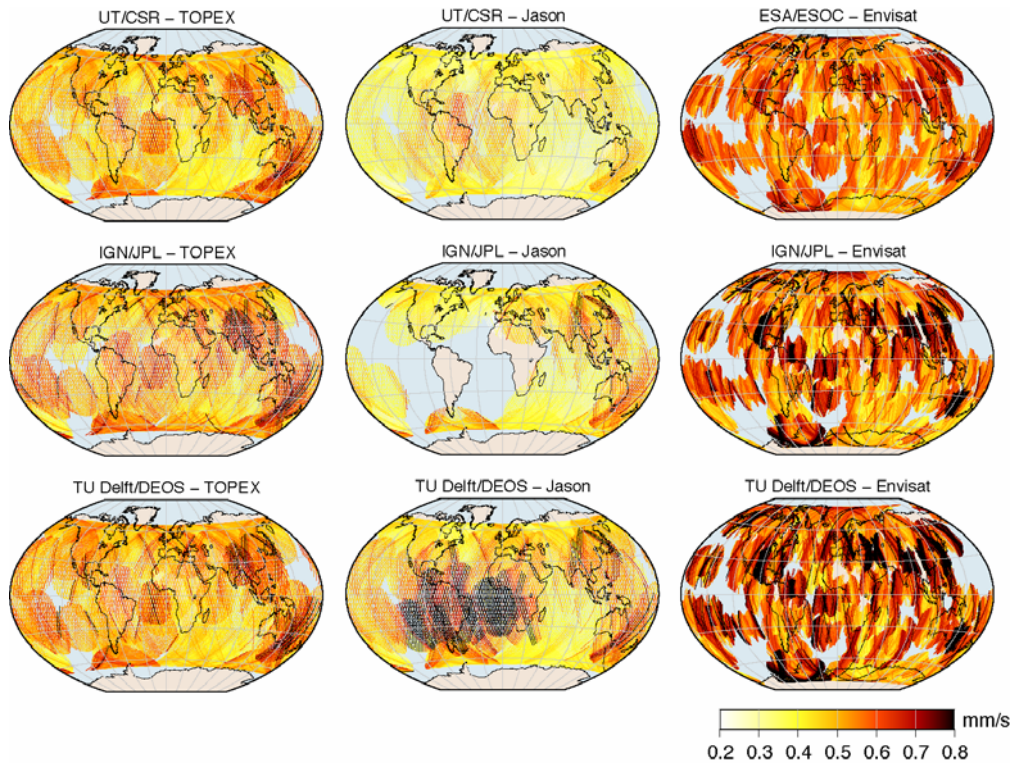 UT/CSR – TOPEX
UT/CSR – Jason
ESA/ESOC – Envisat
IGN/JPL – TOPEX
IGN/JPL – Jason
IGN/JPL – Envisat
TU Delft/DEOS – TOPEX
TU Delft/DEOS – Jason
TU Delft/DEOS – Envisat
mm/s
0.2 0.3 0.4 0.5 0.6 0.7 0.8